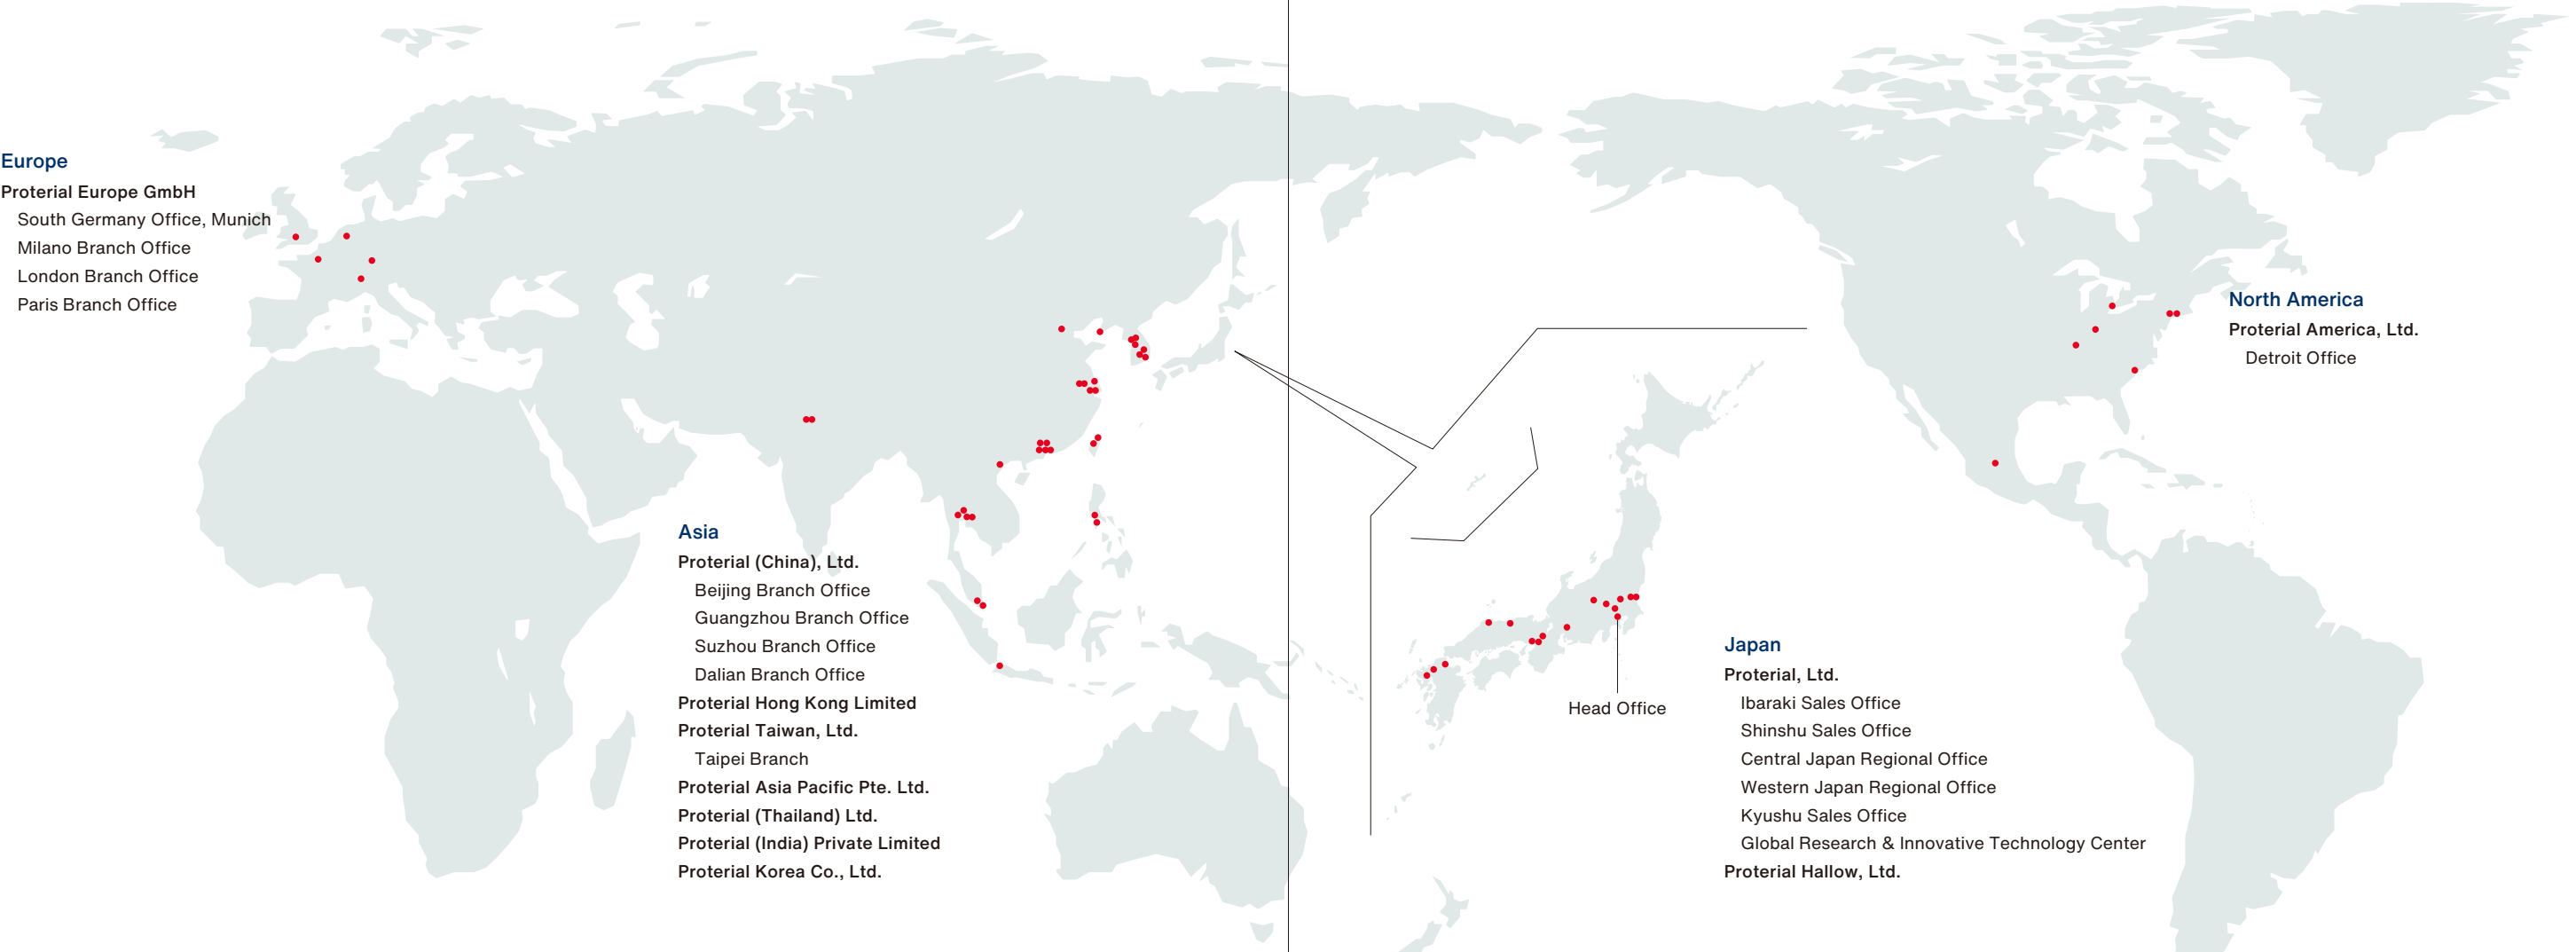 Europe
Proterial Europe GmbH
South Germany Office, Munich
Milano Branch Office
London Branch Office
Paris Branch Office
Asia
Proterial (China), Ltd.
Beijing Branch Office
Guangzhou Branch Office
Suzhou Branch Office
Dalian Branch Office
Proterial Hong Kong Limited
Proterial Taiwan, Ltd.
Taipei Branch
Proterial Asia Pacific Pte. Ltd.
Proterial (Thailand) Ltd.
Proterial (India) Private Limited
Proterial Korea Co., Ltd.
Head Office
Japan
Proterial, Ltd.
Ibaraki Sales Office
Shinshu Sales Office
Central Japan Regional Office
Western Japan Regional Office
Kyushu Sales Office
Global Research & Innovative Technology Center
Proterial Hallow, Ltd.
North America
Proterial America, Ltd.
Detroit Office